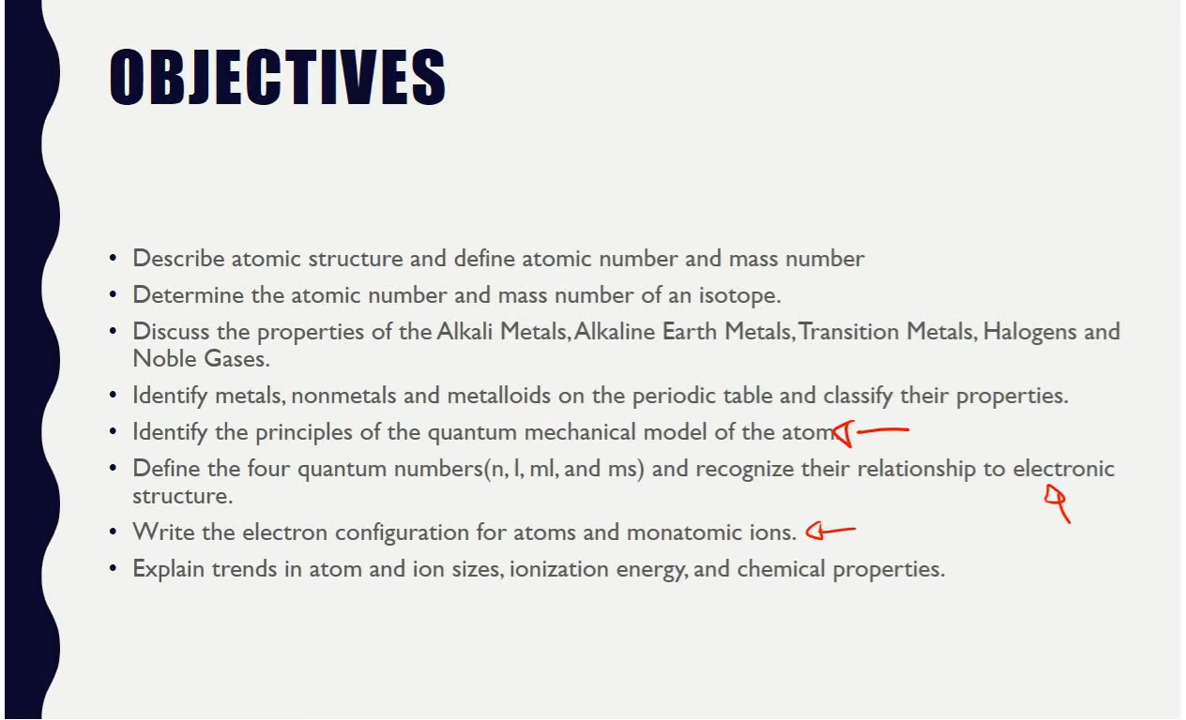 OBJECTIVES
• Describe atomic structure and define atomic number and mass number
• Determine the atomic number and mass number of an isotope.
• Discuss the properties of the Alkali Metals, Alkaline Earth Metals, Transition Metals, Halogens and
Noble Gases.
• Identify metals, nonmetals and metalloids on the periodic table and classify their properties.
• Identify the principles of the quantum mechanical model of the atom
• Define the four quantum numbers(n, l, ml, and ms) and recognize their relationship to electronic
structure.
• Write the electron configuration for atoms and monatomic ions.
• Explain trends in atom and ion sizes, ionization energy, and chemical properties.